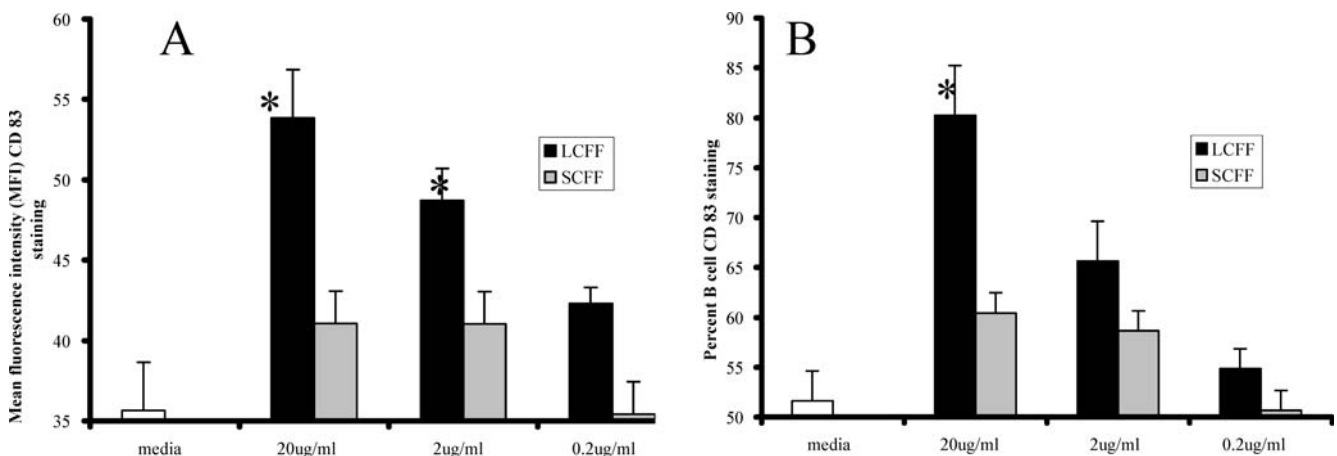 A
Mean fluorescence intensity (MFI) CD 83
staining
60
55
50
45
40
35
*
*
LCFF
SCFF
media
20ug/ml
2ug/ml
0.2ug/ml
B
Percent B cell CD 83 staining
90
85
80
75
70
65
60
55
50
*
LCFF
SCFF
media
20ug/ml
2ug/ml
0.2ug/ml